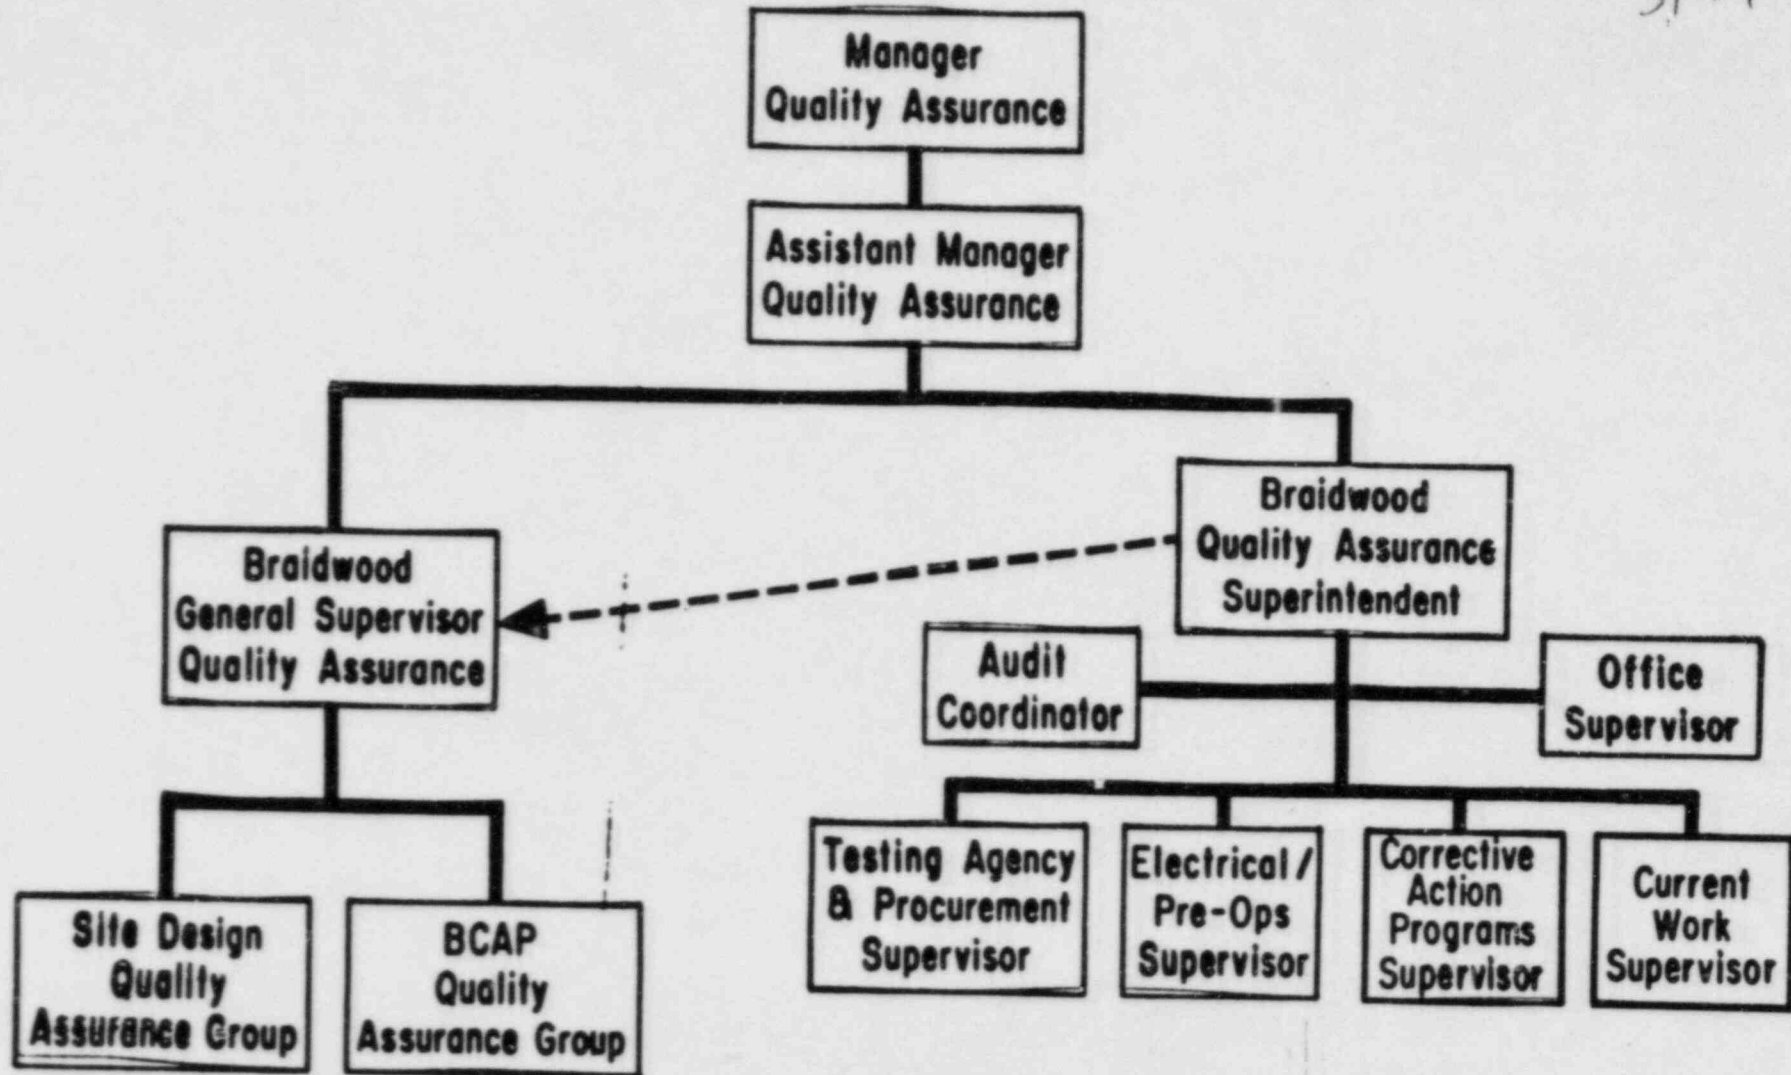 Manager
Quality Assurance
Assistant Manager
Quality Assurance
Braidwood
General Supervisor
Quality Assurance
Braidwood
Quality Assurance
Superintendent
Audit
Coordinator
Office
Supervisor
Site Design
Quality
Assurance Group
BCAP
Quality
Assurance Group
Testing Agency
& Procurement
Supervisor
Electrical/
Pre-Ops
Supervisor
Corrective
Action
Programs
Supervisor
Current
Work
Supervisor